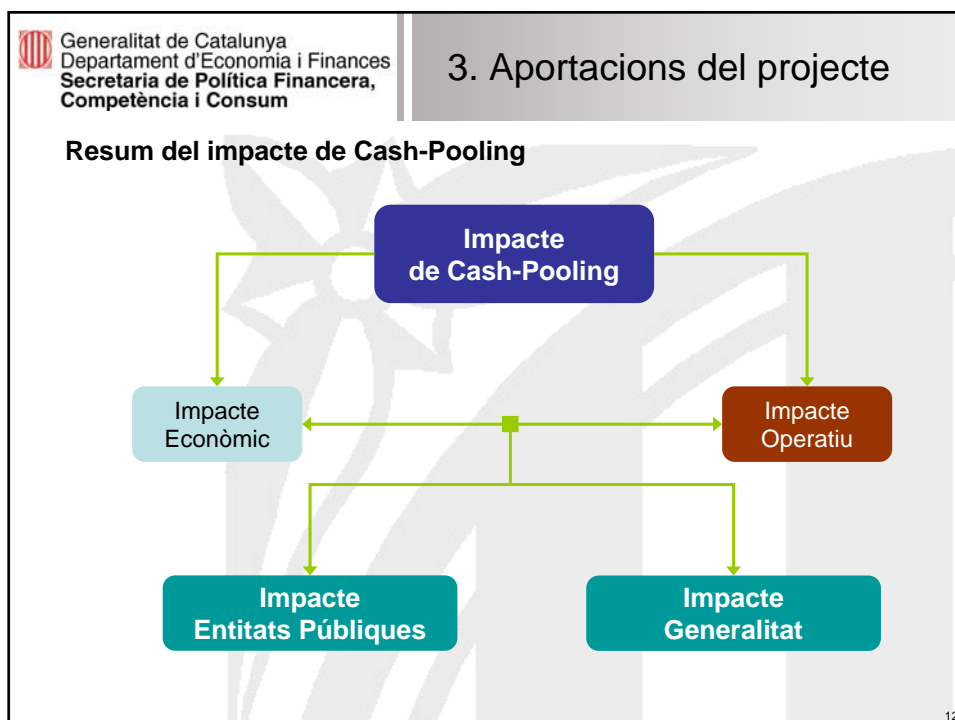 Generalitat de Catalunya
Departament d'Economia i Finances
Secretaria de Política Financera,
Competència i Consum
3. Aportacions del projecte
Resum del impacte de Cash-Pooling
Impacte
de Cash-Pooling
Impacte
Econòmic
Impacte
Operatiu
Impacte
Entitats Públiques
Impacte
Generalitat
12